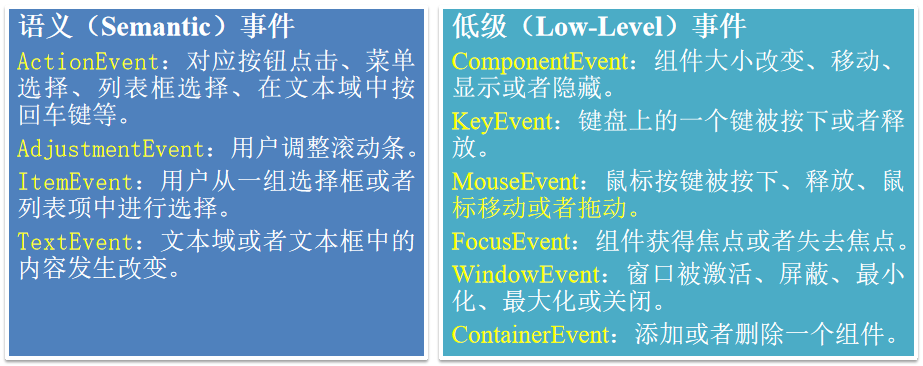 语义（Semantic）事件
ActionEvent：对应按钮点击、菜单
选择、列表框选择、在文本域中按
回车键等。
AdjustmentEvent：用户调整滚动条。
ItemEvent：用户从一组选择框或者
列表项中进行选择。
TextEvent：文本域或者文本框中的
内容发生改变。
低级（Low-Level）事件
ComponentEvent：组件大小改变、移动、
显示或者隐藏。
KeyEvent：键盘上的一个键被按下或者释
放。
MouseEvent：鼠标按键被按下、释放、鼠
标移动或者拖动。
FocusEvent：组件获得焦点或者失去焦点。
WindowEvent：窗口被激活、屏蔽、最小
化、最大化或关闭。
ContainerEvent：添加或者删除一个组件。